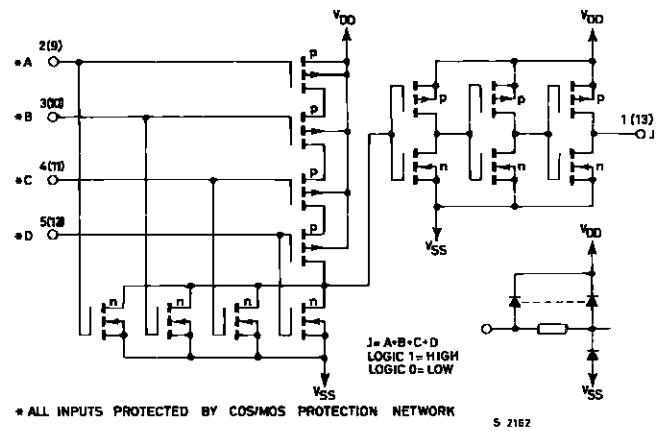 VDD
VDD
2(9)
*A
p
p
p
p
3(10)
*B
p
1(13)
J
4(11)
*C
p
n
n
n
5(12)
*D
p
VSS
VDD
n
n
n
n
J=A+B+C+D
LOGIC 1=HIGH
LOGIC 0=LOW
VSS
VSS
* ALL INPUTS PROTECTED BY COS/MOS PROTECTION NETWORK
S 2162